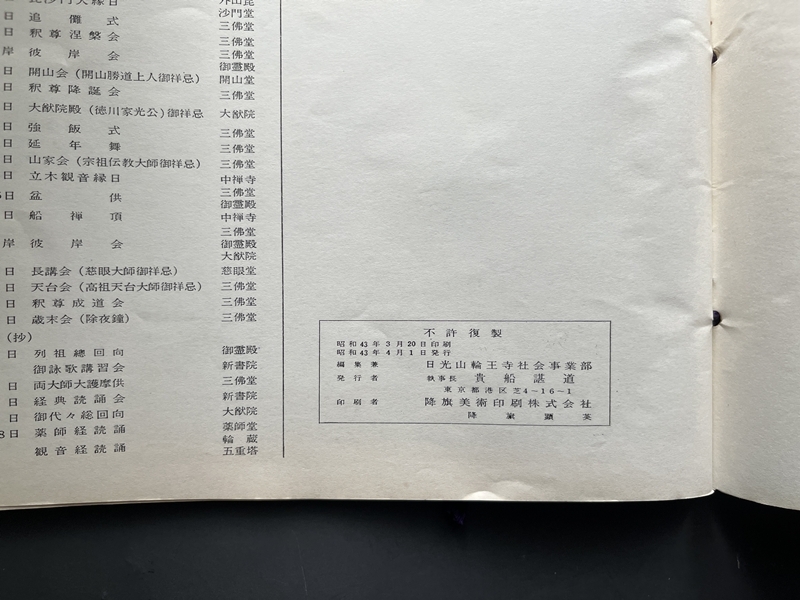 追儺式 沙門堂
日 釈尊涅槃会 三佛堂
岸 彼岸会 三佛堂
御霊殿
日 開山会(開山勝道上人御祥忌) 開山堂
日 釈尊降誕会 三佛堂
日 大猷院殿(徳川家光公)御祥忌 大猷院
日 強飯式 三佛堂
日 延年舞 三佛堂
日 山家会(宗祖伝教大師御祥忌) 三佛堂
日 立木観音縁日 中禅寺
日 盆供 三佛堂
御霊殿
日 船禅頂 中禅寺
三佛堂
岸 彼岸会 御霊殿
大猷院
日 長講会(慈眼大師御祥忌) 慈眼堂
日 天台会(高祖天台大師御祥忌) 三佛堂
日 釈尊成道会 三佛堂
日 歳末会(除夜鐘) 三佛堂
(抄)
日 列祖總回向 御霊殿
御詠歌講習会 新書院
日 両大師大護摩供 三佛堂
日 経典読誦会 新書院
日 御代々総回向 大猷院
8日 薬師経読誦 薬師堂
輪蔵
観音経読誦 五重塔
不許復製
昭和43年3月20日印刷
昭和43年4月1日発行
編集兼 日光山輪王寺社会事業部
発行者 執事長 貴船諶道
東京都港区芝4-16-1
印刷者 降旗美術印刷株式会社
降旗